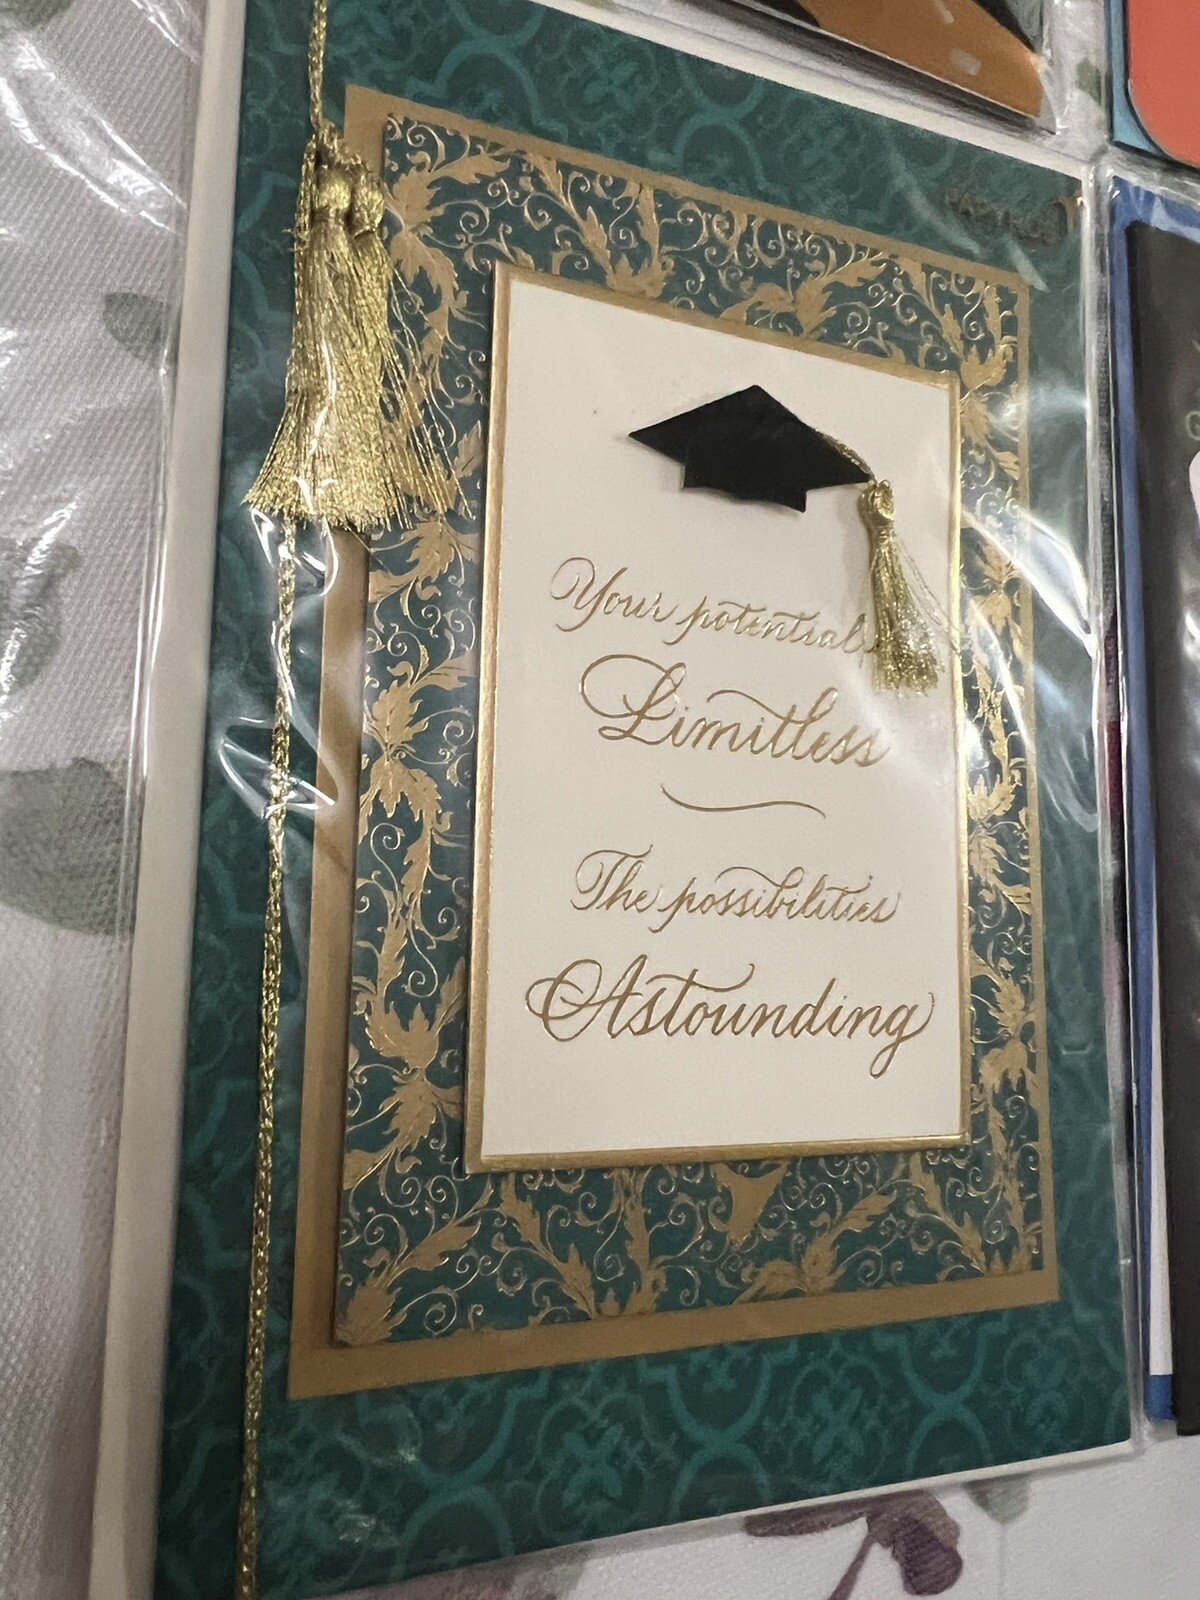 Your potential
Limitless
The possibilities
Astounding